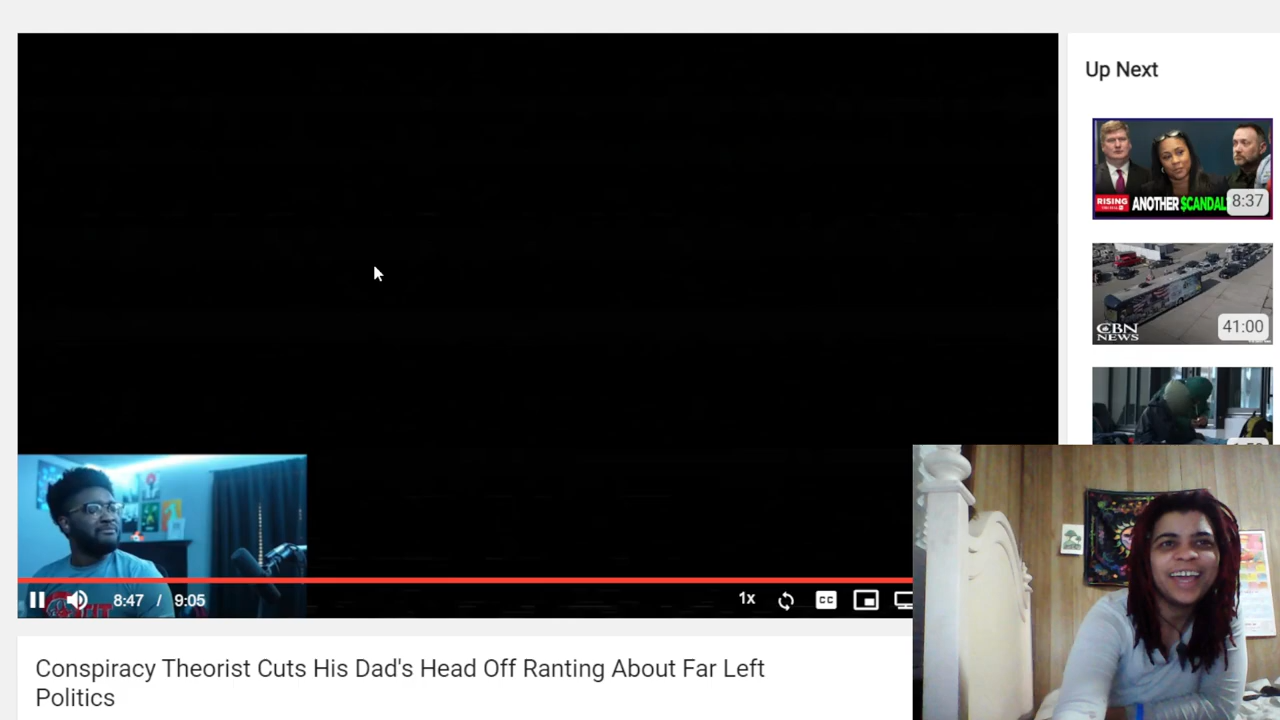 Up Next
RISING
ANOTHER $CANDAL
8:37
CBN
NEWS
41:00
8:47 / 9:05
1x
CC
Conspiracy Theorist Cuts His Dad's Head Off Ranting About Far Left
Politics